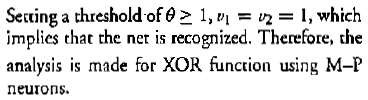 Setting a threshold of θ ≥ 1, v₁ = v₂ = 1, which
implies that the net is recognized. Therefore, the
analysis is made for XOR function using M–P
neurons.